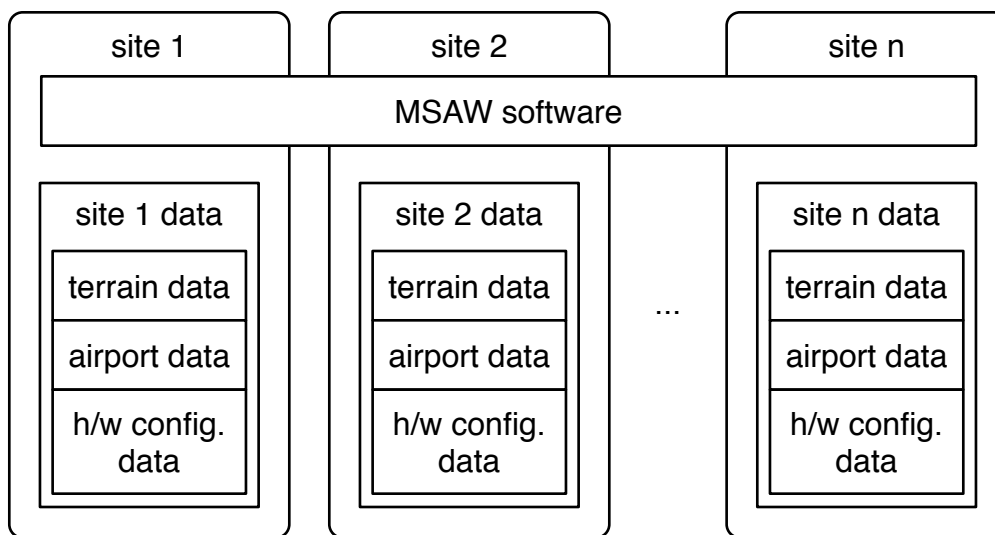 site 1
site 2
site n
MSAW software
site 1 data
terrain data
airport data
h/w config.
data
site 2 data
terrain data
airport data
h/w config.
data
...
site n data
terrain data
airport data
h/w config.
data